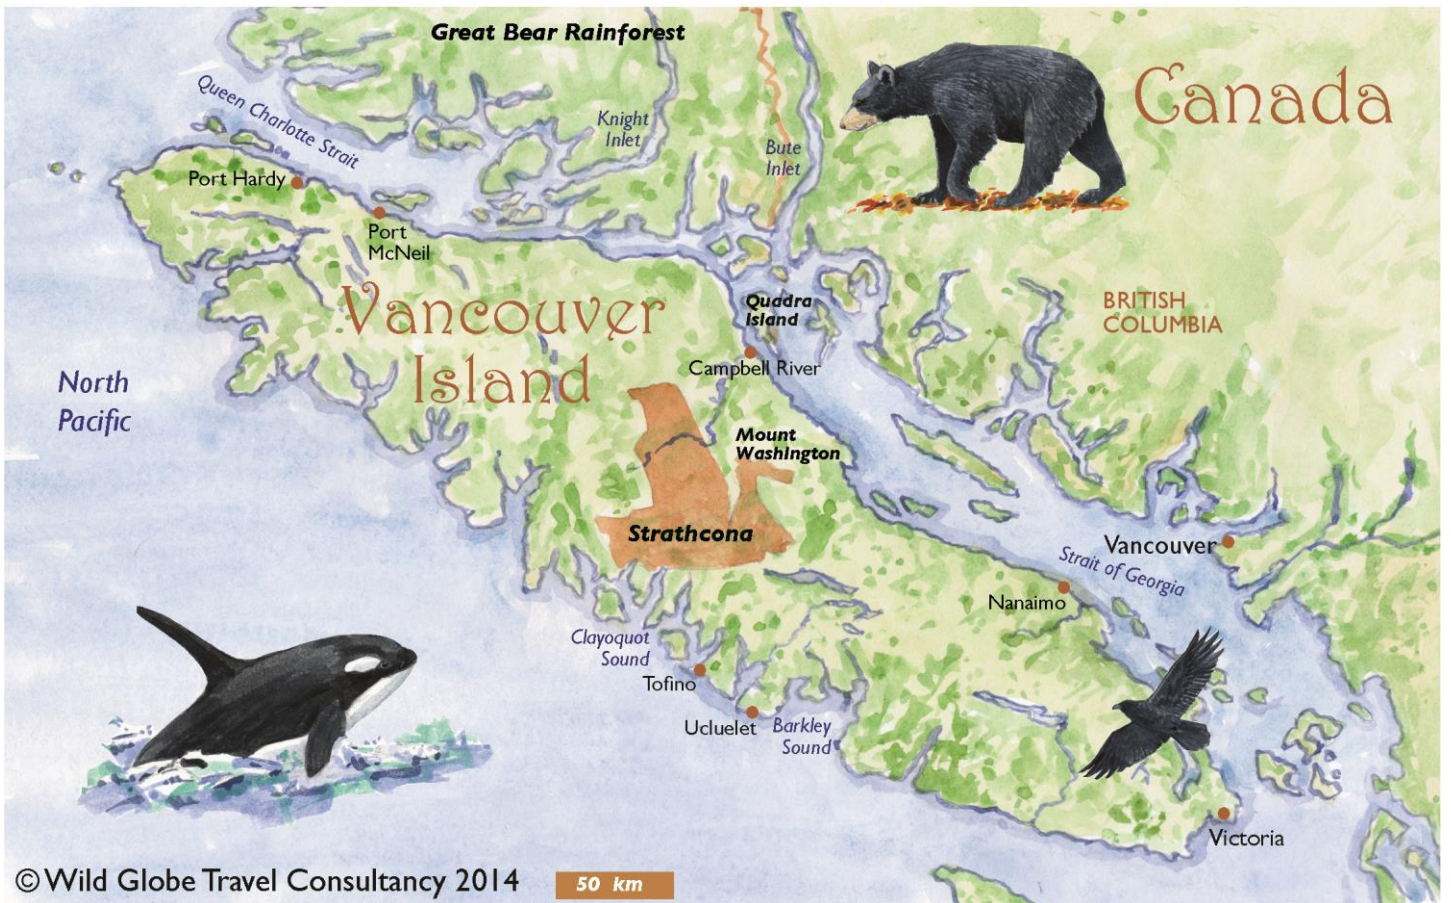 Great Bear Rainforest
Canada
Queen Charlotte Strait
Knight
Inlet
Bute
Inlet
Port Hardy
Port
McNeil
Vancouver
Island
Quadra
Island
BRITISH
COLUMBIA
Campbell River
North
Pacific
Mount
Washington
Strathcona
Vancouver
Strait of Georgia
Nanaimo
Clayoquot
Sound
Tofino
Ucluelet
Barkley
Sound
Victoria
© Wild Globe Travel Consultancy 2014
50 km